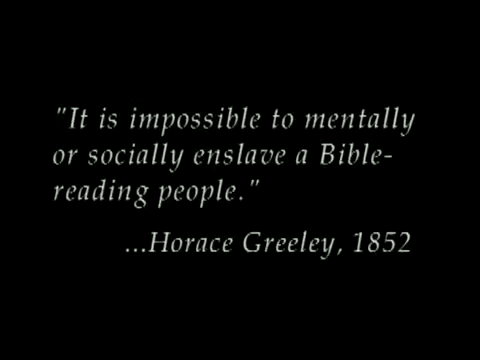 "It is impossible to mentally
or socially enslave a Bible-
reading people."
...Horace Greeley, 1852